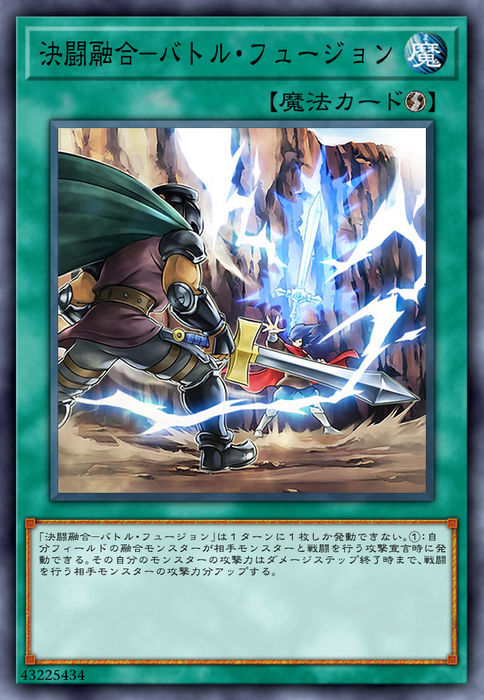 決闘融合－バトル・フュージョン 魔
【魔法カード】
「決闘融合－バトル・フュージョン」は１ターンに１枚しか発動できない。①：自
分フィールドの融合モンスターが相手モンスターと戦闘を行う攻撃宣言時に発
動できる。その自分のモンスターの攻撃力はダメージステップ終了時まで、戦闘
を行う相手モンスターの攻撃力分アップする。
43225434